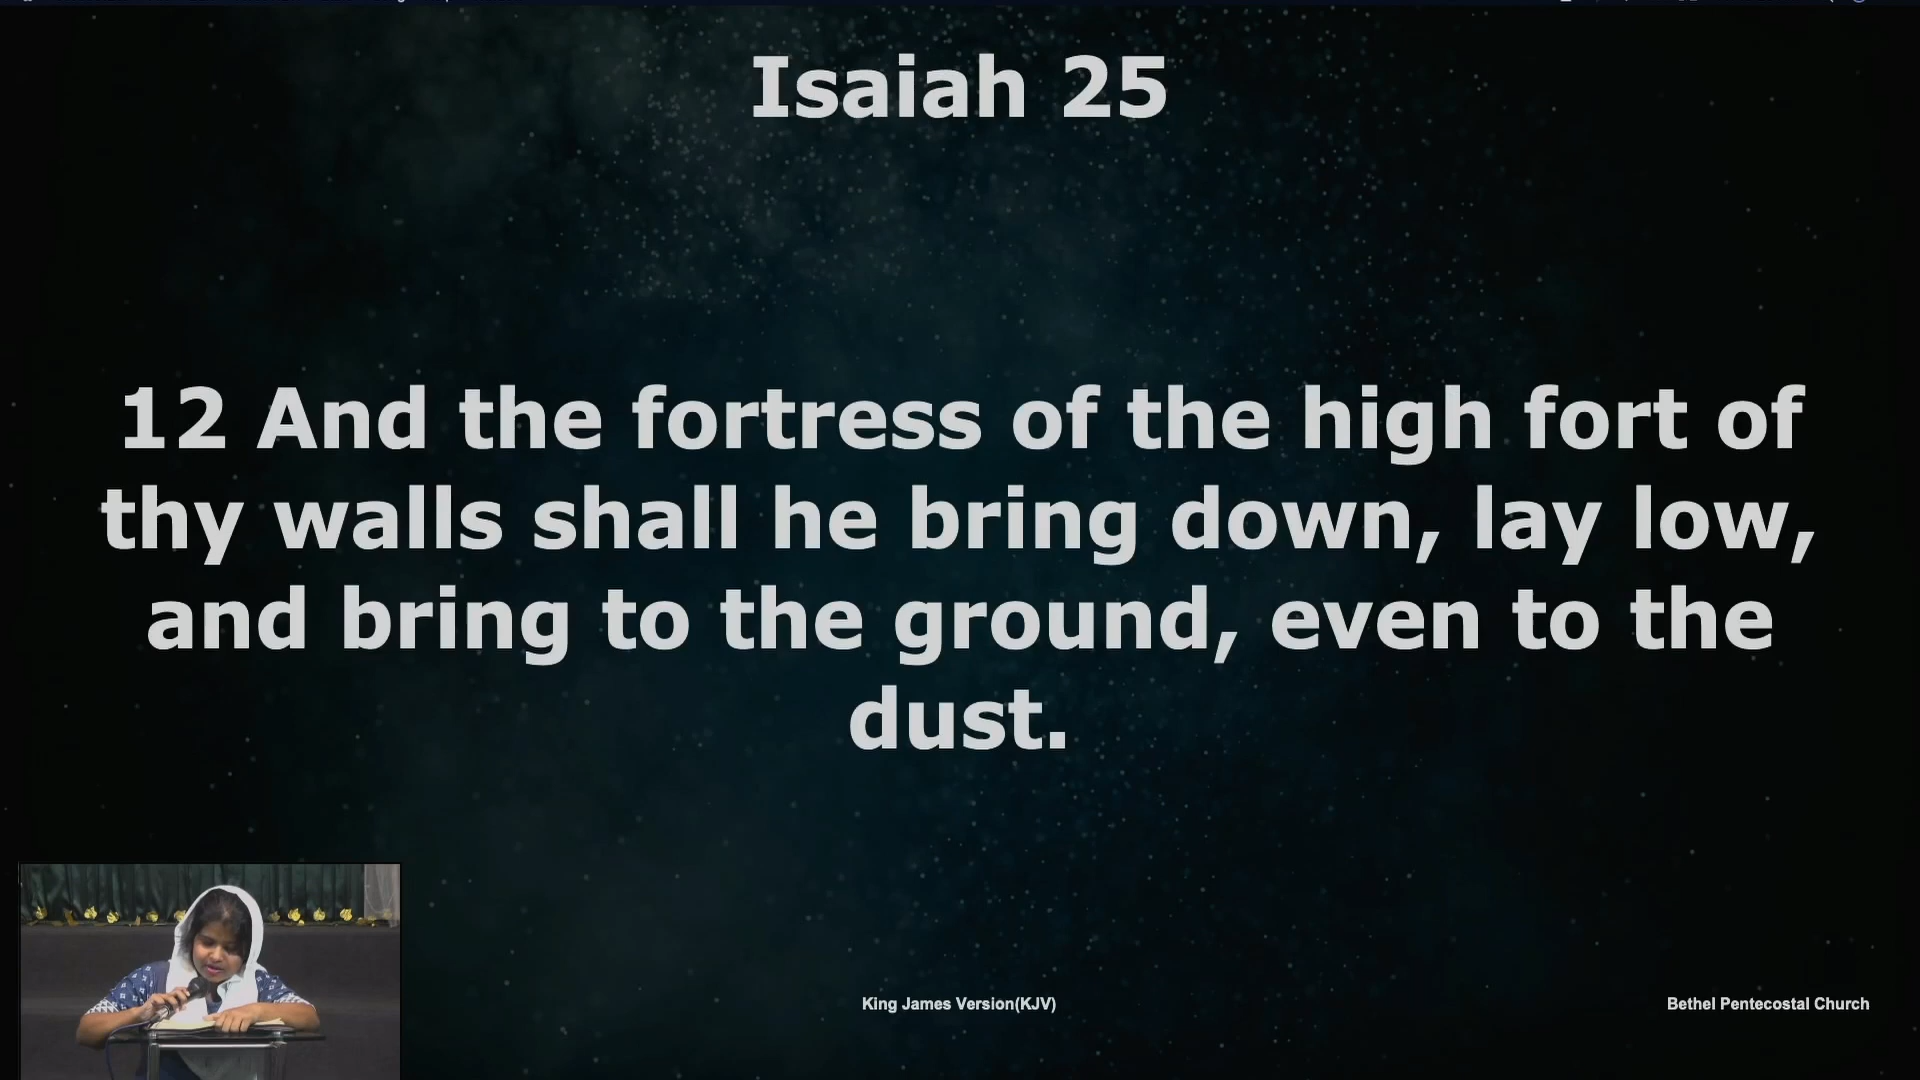 Isaiah 25
12 And the fortress of the high fort of
thy walls shall he bring down, lay low,
and bring to the ground, even to the
dust.
King James Version(KJV)
Bethel Pentecostal Church